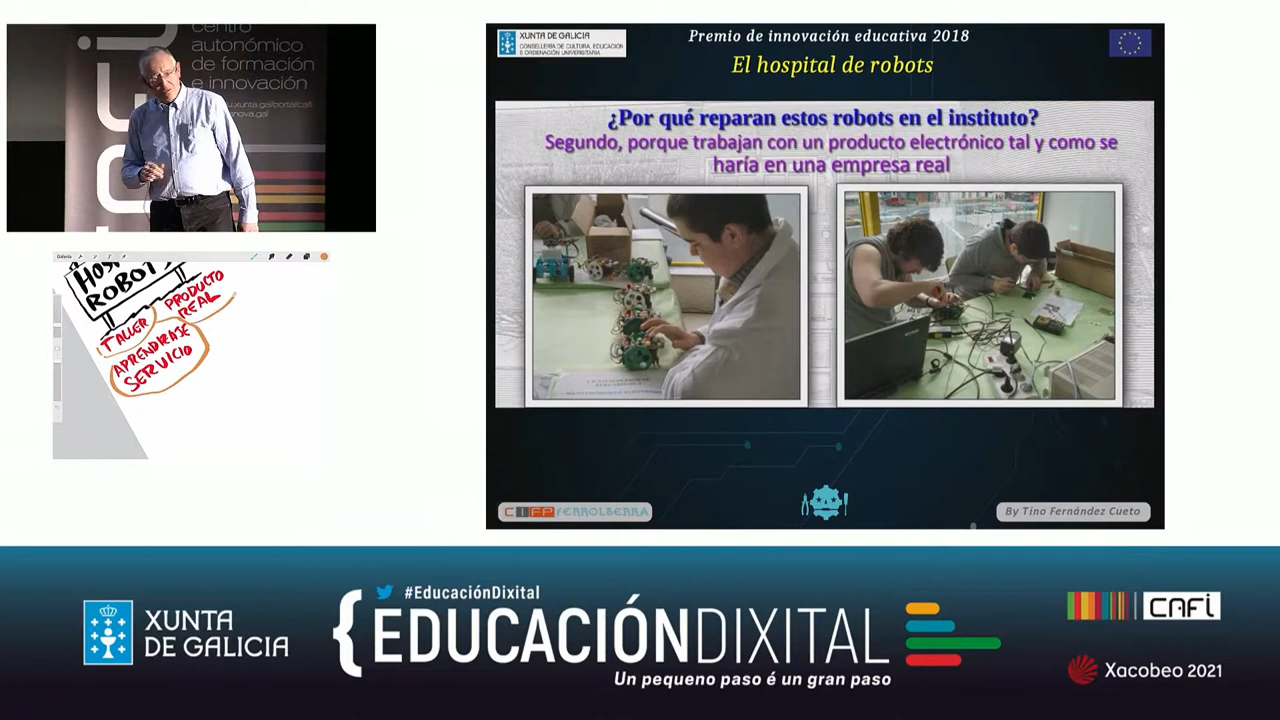 centro
autonómico
de formación
e innovación
Galería
HOS
ROBOTS
TALLER
PRODUCTO
REAL
APRENDIZAJE
SERVICIO
XUNTA DE GALICIA
CONSELLERÍA DE CULTURA, EDUCACIÓN
E ORDENACIÓN UNIVERSITARIA
Premio de innovación educativa 2018
El hospital de robots
¿Por qué reparan estos robots en el instituto?
Segundo, porque trabajan con un producto electrónico tal y como se
haría en una empresa real
CIFP FERROLTERRA
By Tino Fernández Cueto
XUNTA
DE GALICIA
#EducaciónDixital
{EDUCACIÓNDIXITAL
Un pequeno paso é un gran paso
CAFi
Xacobeo 2021